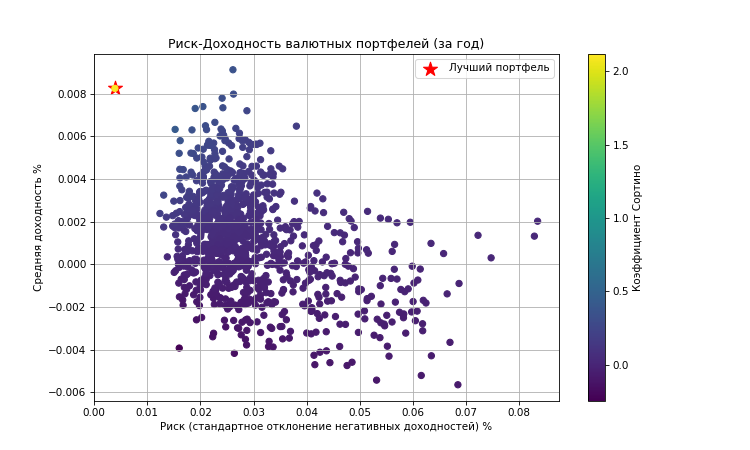 Риск-Доходность валютных портфелей (за год)
Лучший портфель
Средняя доходность %
0.008
0.006
0.004
0.002
0.000
−0.002
−0.004
−0.006
0.00 0.01 0.02 0.03 0.04 0.05 0.06 0.07 0.08
Риск (стандартное отклонение негативных доходностей) %
2.0
1.5
1.0
0.5
0.0
Коэффициент Сортино